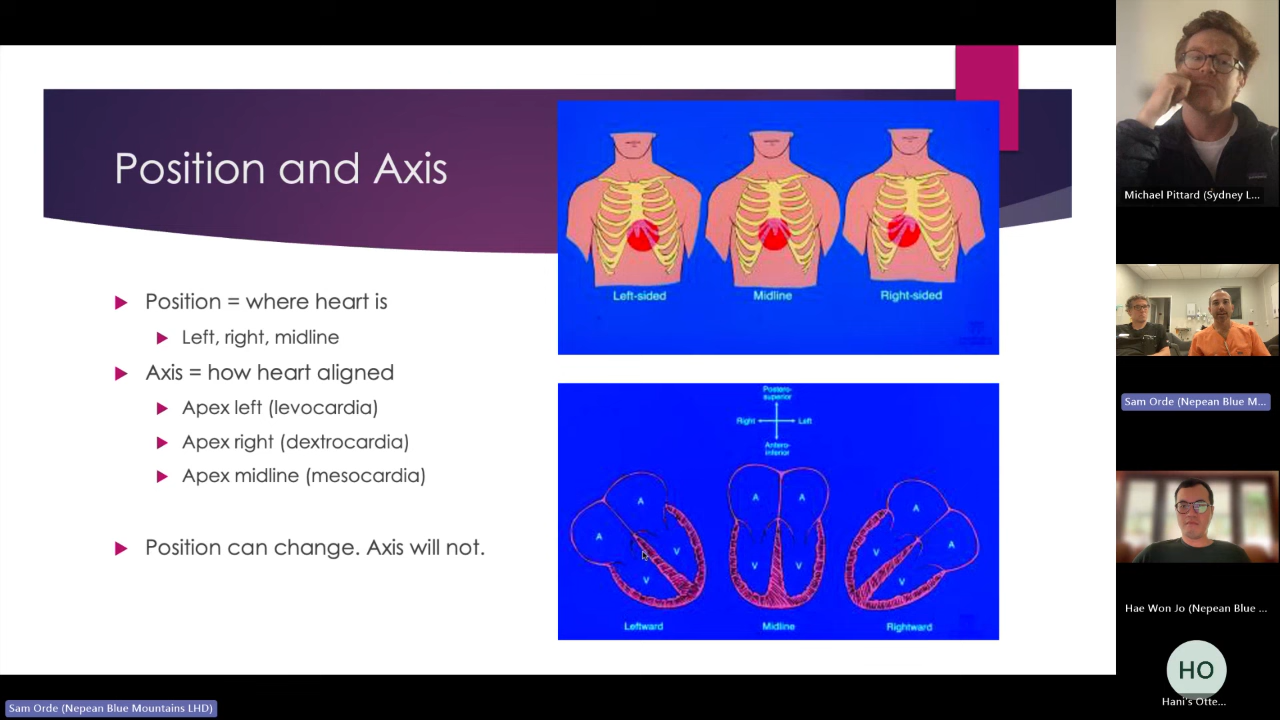 Position and Axis
Position = where heart is
Left, right, midline
Axis = how heart aligned
Apex left (levocardia)
Apex right (dextrocardia)
Apex midline (mesocardia)
Position can change. Axis will not.
Left-sided
Midline
Right-sided
Postero-
superior
Right
Left
Antero-
inferior
A
A
V
V
A
A
V
V
A
A
V
V
Leftward
Midline
Rightward
Michael Pittard (Sydney L...
Sam Orde (Nepean Blue M...
Hae Won Jo (Nepean Blue ...
HO
Hani's Otte...
Sam Orde (Nepean Blue Mountains LHD)